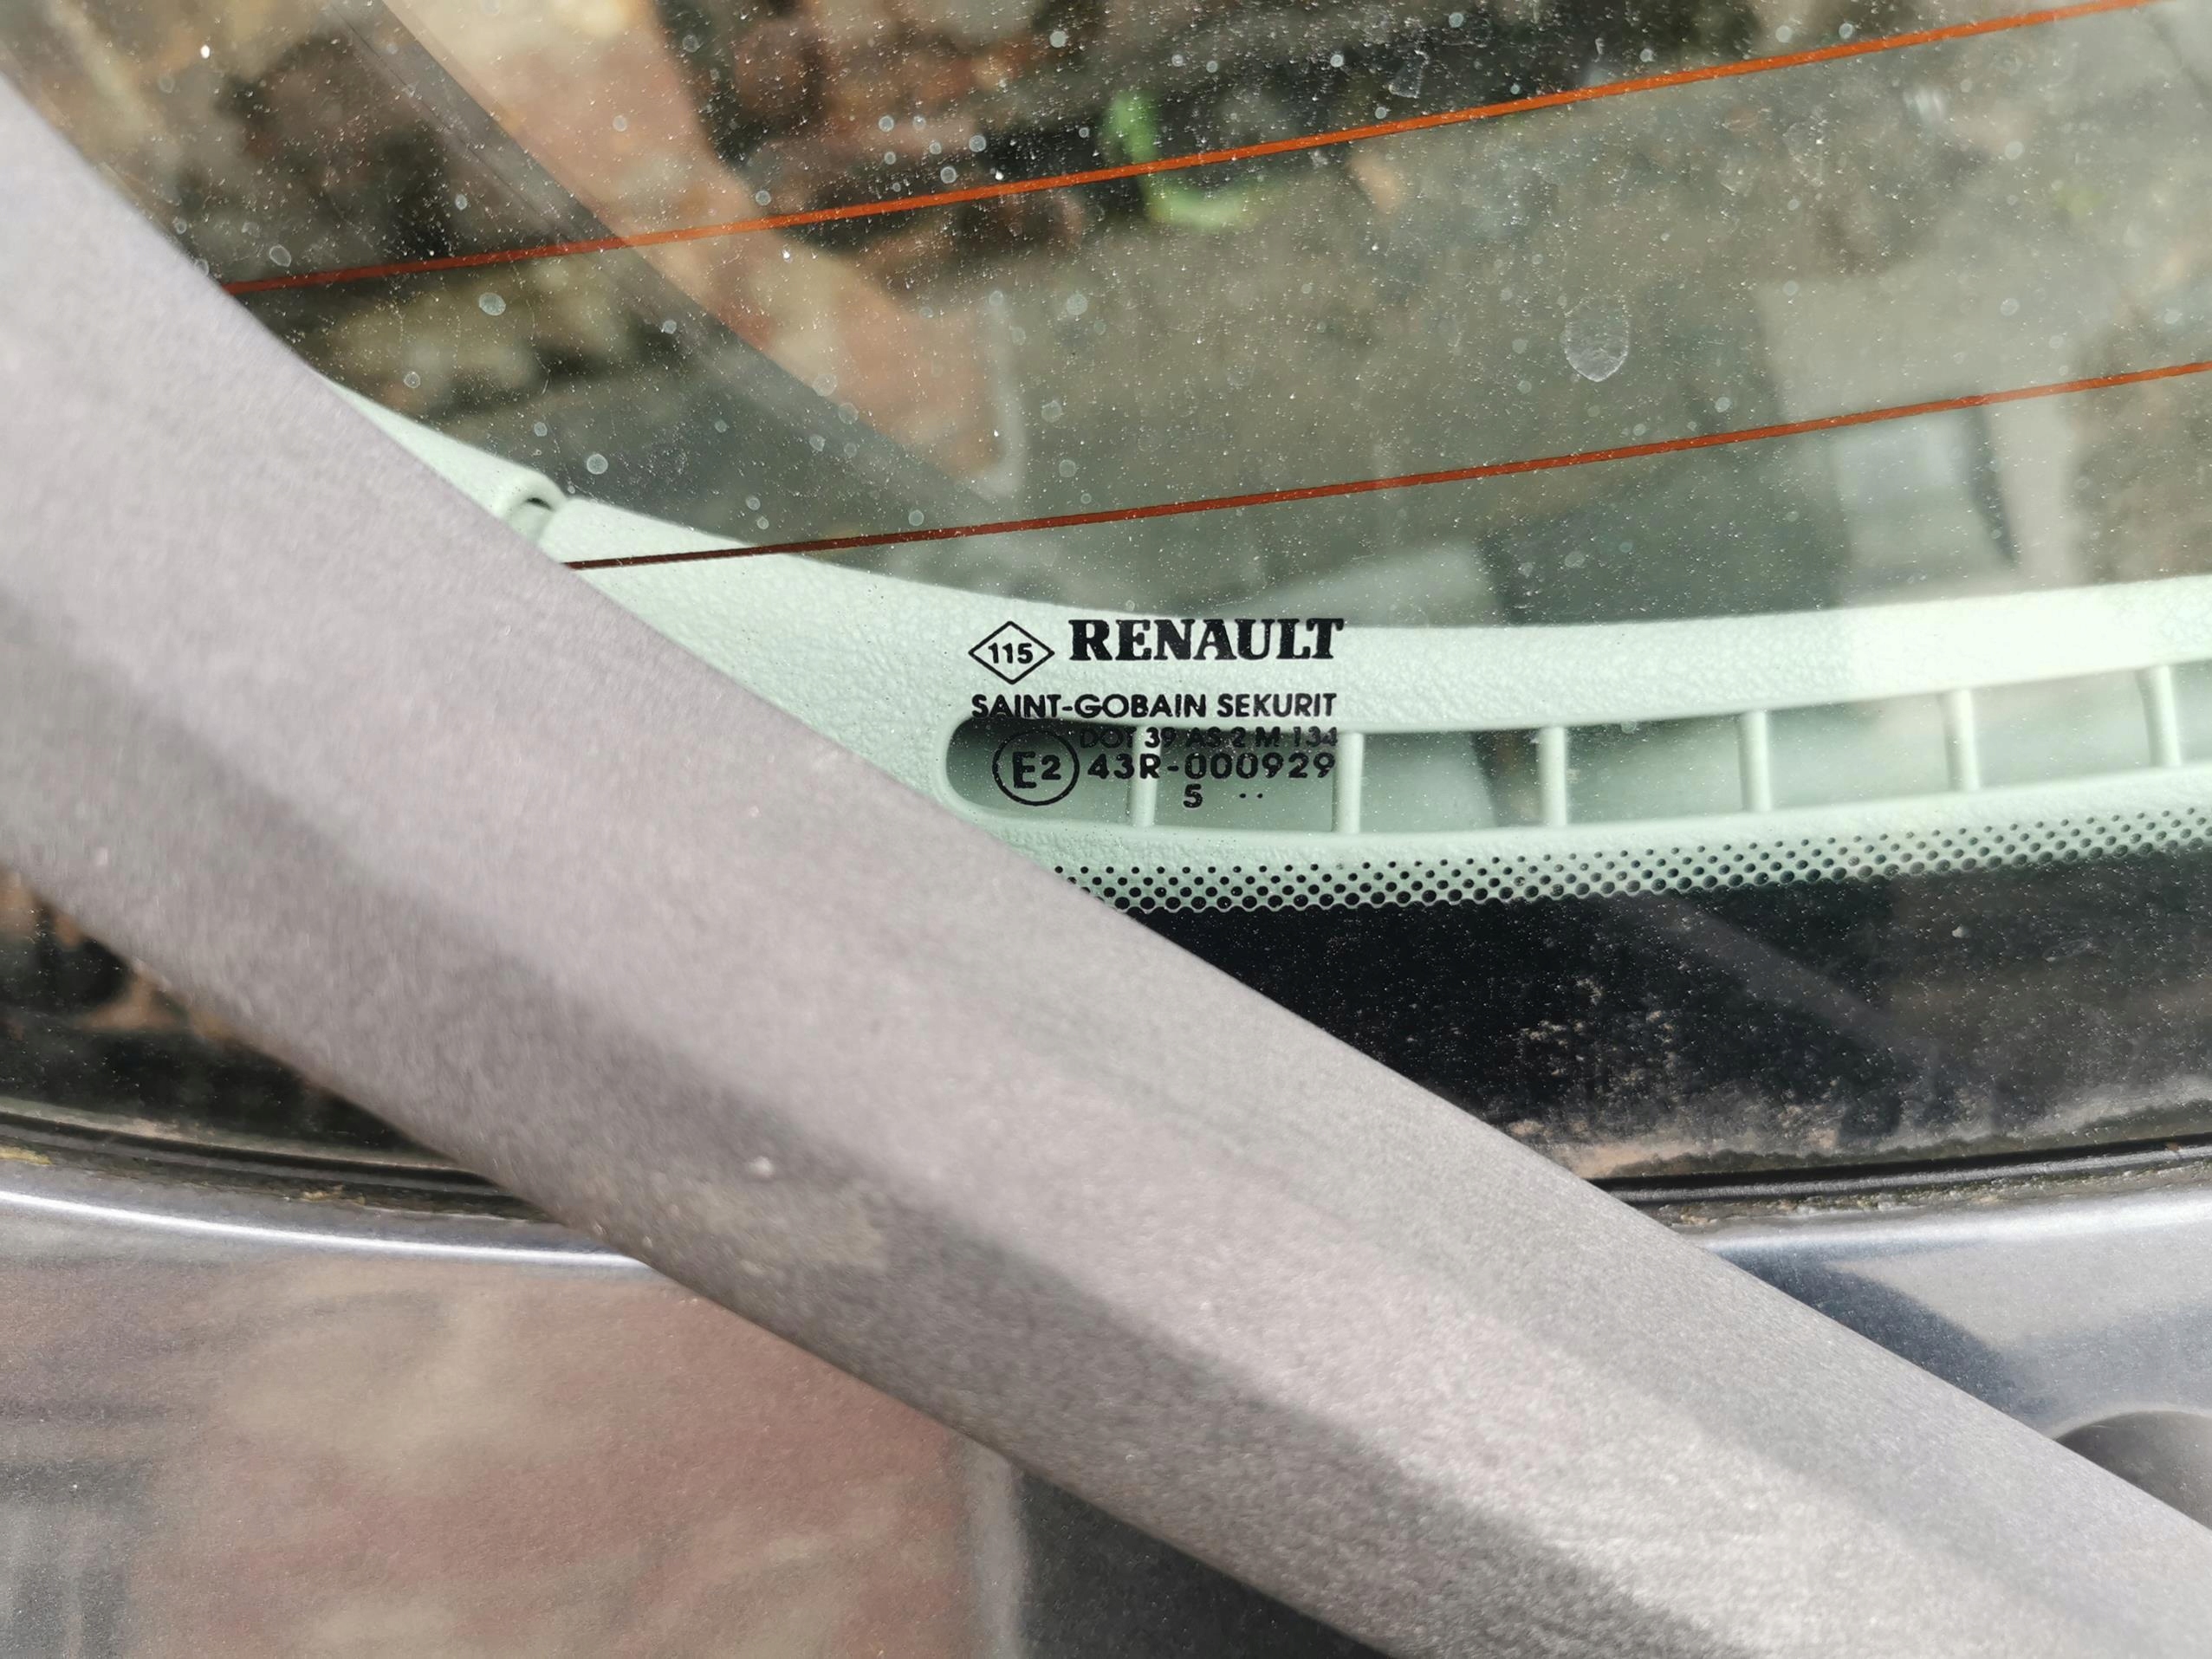 115 RENAULT
SAINT-GOBAIN SEKURIT
DOT 39 AS 2 M 134
E2 43R-000929
5 ..